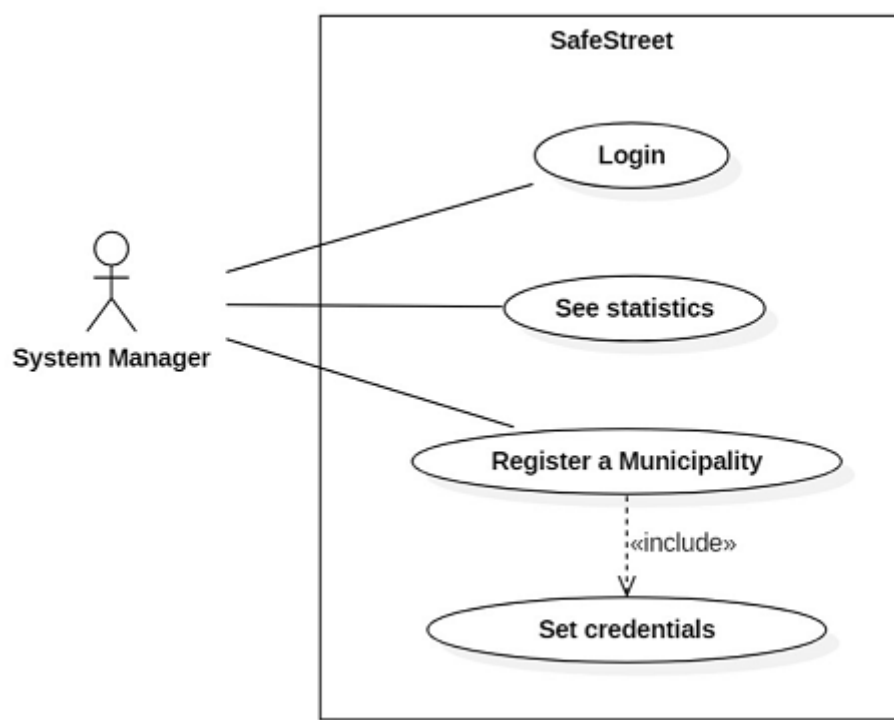 SafeStreet
Login
See statistics
System Manager
Register a Municipality
«include»
Set credentials